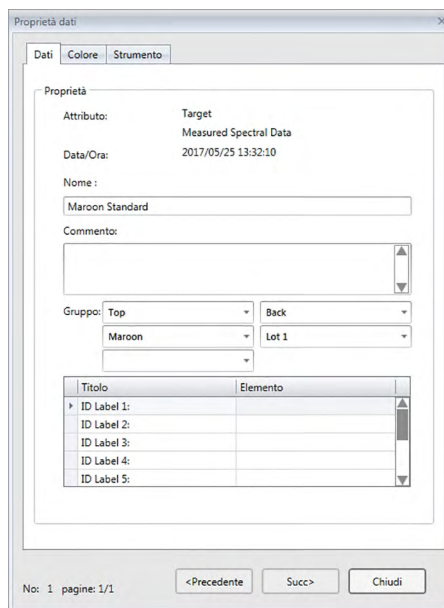 Proprietà dati
Dati Colore Strumento
Proprietà
Attributo: Target
Measured Spectral Data
Data/Ora: 2017/05/25 13:32:10
Nome :
Maroon Standard
Commento:
Gruppo: Top Back
Maroon Lot 1
Titolo Elemento
ID Label 1:
ID Label 2:
ID Label 3:
ID Label 4:
ID Label 5:
No: 1 pagine: 1/1 <Precedente Succ> Chiudi